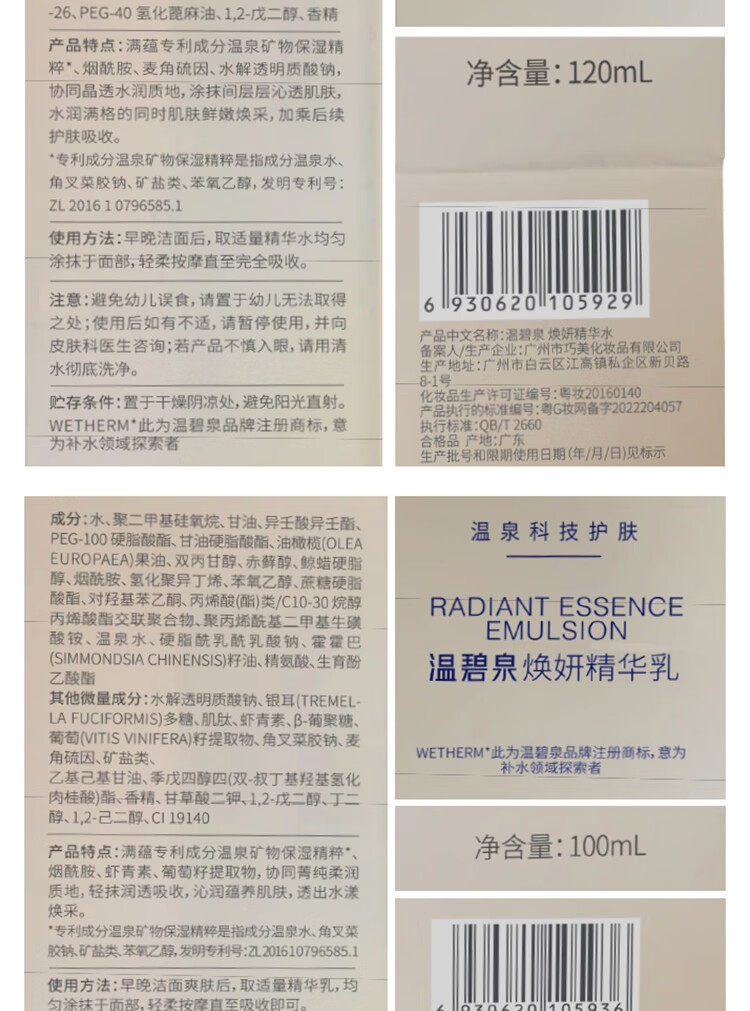 -26、PEG-40 氢化蓖麻油、1,2-戊二醇、香精
产品特点：满蕴专利成分温泉矿物保湿精
粹*、烟酰胺、麦角硫因、水解透明质酸钠，
协同晶透水润质地，涂抹间层层沁透肌肤，
水润满格的同时肌肤鲜嫩焕采，加乘后续
护肤吸收。
*专利成分温泉矿物保湿精粹是指成分温泉水、
角叉菜胶钠、矿盐类、苯氧乙醇，发明专利号：
ZL 2016 1 0796585.1
使用方法：早晚洁面后，取适量精华水均匀
涂抹于面部，轻柔按摩直至完全吸收。
注意：避免幼儿误食，请置于幼儿无法取得
之处；使用后如有不适，请暂停使用，并向
皮肤科医生咨询；若产品不慎入眼，请用清
水彻底洗净。
贮存条件：置于干燥阴凉处，避免阳光直射。
WETHERM*此为温碧泉品牌注册商标，意
为补水领域探索者
净含量：120mL
6 930620 105929
产品中文名称：温碧泉 焕妍精华水
备案人/生产企业：广州市巧美化妆品有限公司
生产地址：广州市白云区江高镇私企区新贝路
8-1号
化妆品生产许可证编号：粤妆20160140
产品执行的标准编号：粤G妆网备字2022204057
执行标准：QB/T 2660
合格品 产地：广东
生产批号和限期使用日期（年/月/日）见标示
成分：水、聚二甲基硅氧烷、甘油、异壬酸异壬酯、
PEG-100 硬脂酸酯、甘油硬脂酸酯、油橄榄(OLEA
EUROPAEA)果油、双丙甘醇、赤藓醇、鲸蜡硬脂
醇、烟酰胺、氢化聚异丁烯、苯氧乙醇、蔗糖硬脂
酸酯、对羟基苯乙酮、丙烯酸(酯)类/C10-30 烷醇
丙烯酸酯交联聚合物、聚丙烯酰基二甲基牛磺
酸铵、温泉水、硬脂酰乳酰乳酸钠、霍霍巴
(SIMMONDSIA CHINENSIS)籽油、精氨酸、生育酚
乙酸酯
其他微量成分：水解透明质酸钠、银耳(TREMEL-
LA FUCIFORMIS)多糖、肌肽、虾青素、β-葡聚糖、
葡萄(VITIS VINIFERA)籽提取物、角叉菜胶钠、麦
角硫因、矿盐类、
乙基己基甘油、季戊四醇四(双-叔丁基羟基氢化
肉桂酸)酯、香精、甘草酸二钾、1,2-戊二醇、丁二
醇、1,2-己二醇、CI 19140
产品特点：满蕴专利成分温泉矿物保湿精粹*、
烟酰胺、虾青素、葡萄籽提取物，协同菁纯柔润
质地，轻抹润透吸收，沁润蕴养肌肤，透出水漾
焕采。
*专利成分温泉矿物保湿精粹是指成分温泉水、角叉菜
胶钠、矿盐类、苯氧乙醇，发明专利号：ZL201610796585.1
使用方法：早晚洁面爽肤后，取适量精华乳，均
匀涂抹于面部，轻柔按摩直至吸收即可。
温泉科技护肤
RADIANT ESSENCE
EMULSION
温碧泉焕妍精华乳
WETHERM*此为温碧泉品牌注册商标，意为
补水领域探索者
净含量：100mL
6 930620 105936